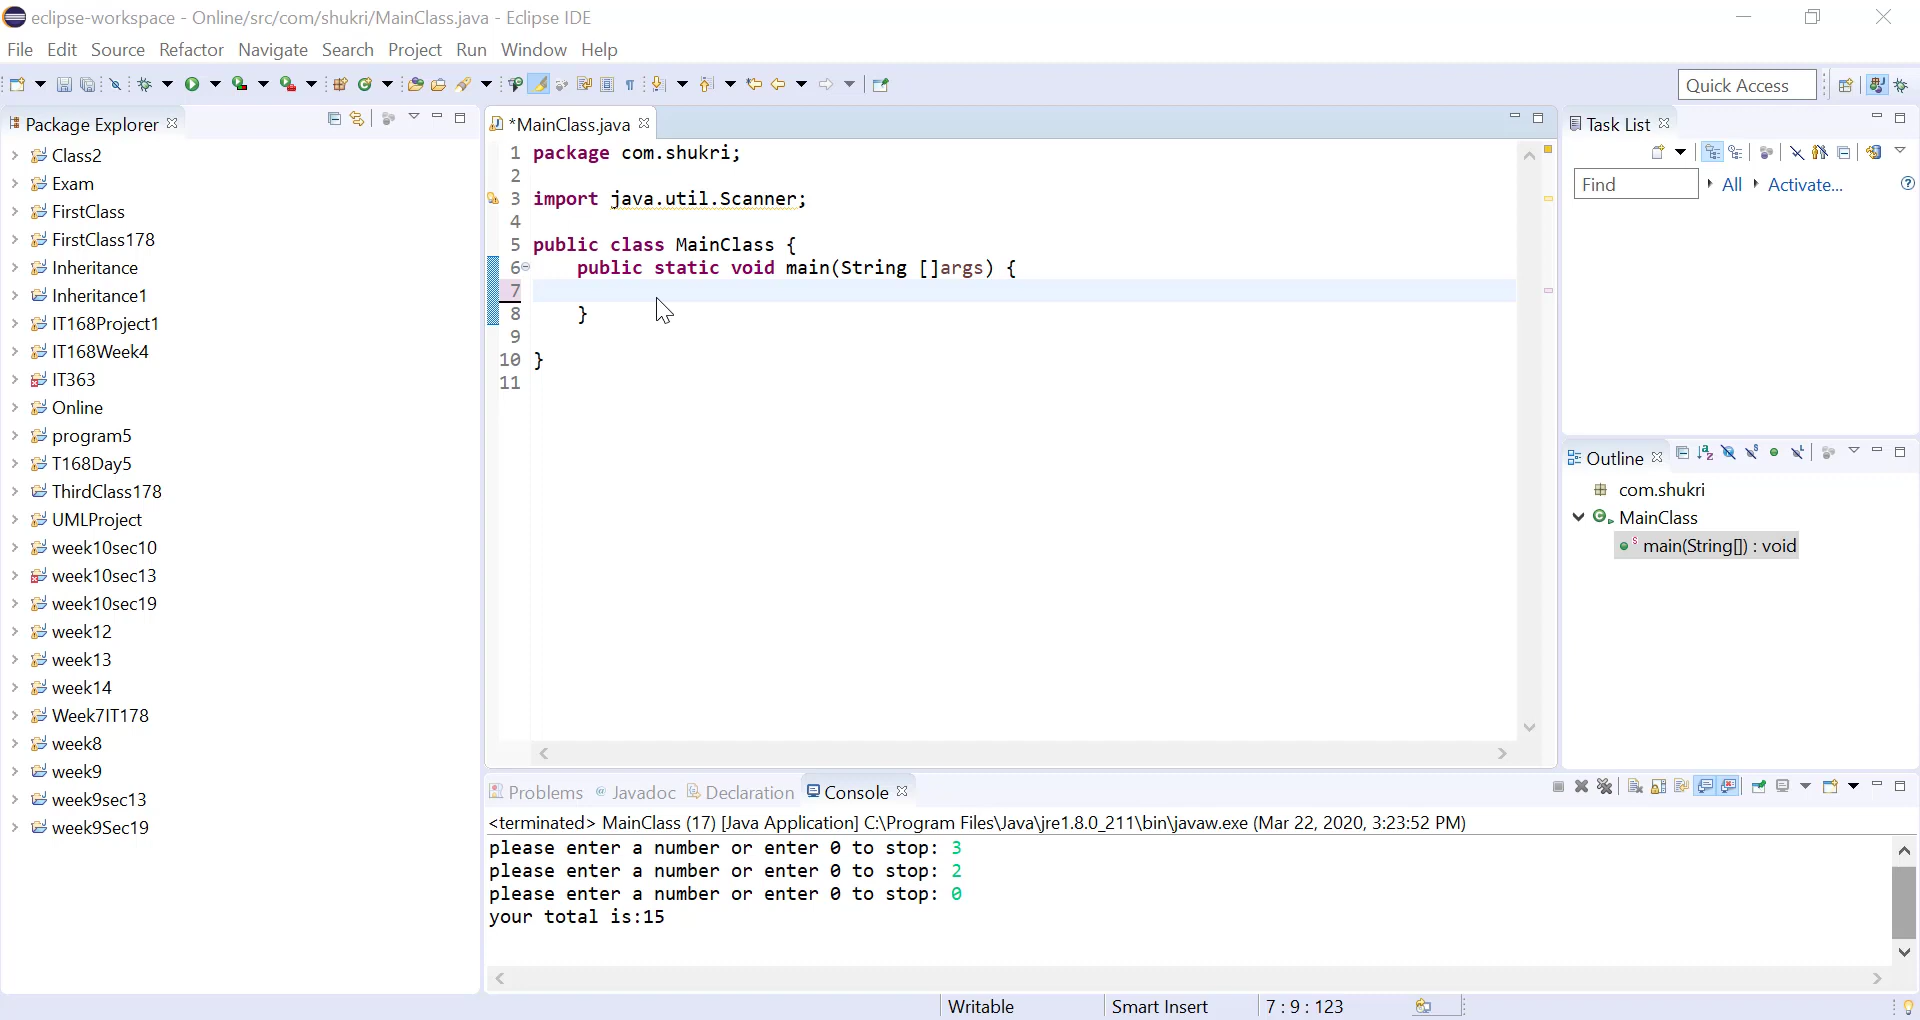 eclipse-workspace - Online/src/com/shukri/MainClass.java - Eclipse IDE
File Edit Source Refactor Navigate Search Project Run Window Help
Quick Access
Package Explorer
Class2
Exam
FirstClass
FirstClass178
Inheritance
Inheritance1
IT168Project1
IT168Week4
IT363
Online
program5
T168Day5
ThirdClass178
UMLProject
week10sec10
week10sec13
week10sec19
week12
week13
week14
Week7IT178
week8
week9
week9sec13
week9Sec19
*MainClass.java
1 package com.shukri;
2
3 import java.util.Scanner;
4
5 public class MainClass {
6 public static void main(String []args) {
7
8 }
9
10 }
11
Task List
Find All Activate...
Outline
com.shukri
MainClass
main(String[]) : void
Problems Javadoc Declaration Console
<terminated> MainClass (17) [Java Application] C:\Program Files\Java\jre1.8.0_211\bin\javaw.exe (Mar 22, 2020, 3:23:52 PM)
please enter a number or enter 0 to stop: 3
please enter a number or enter 0 to stop: 2
please enter a number or enter 0 to stop: 0
your total is:15
Writable Smart Insert 7 : 9 : 123